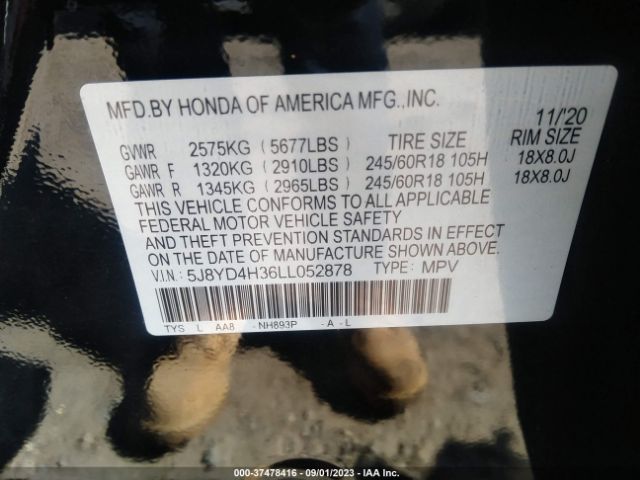 MFD.BY HONDA OF AMERICA MFG.,INC.
11/'20
GVWR 2575KG (5677LBS) TIRE SIZE RIM SIZE
GAWR F 1320KG (2910LBS) 245/60R18 105H 18X8.0J
GAWR R 1345KG (2965LBS) 245/60R18 105H 18X8.0J
THIS VEHICLE CONFORMS TO ALL APPLICABLE
FEDERAL MOTOR VEHICLE SAFETY
AND THEFT PREVENTION STANDARDS IN EFFECT
ON THE DATE OF MANUFACTURE SHOWN ABOVE.
V.I.N: 5J8YD4H36LL052878 TYPE: MPV
TYS L AA8 - NH893P - A - L
000-37478416 - 09/01/2023 - IAA Inc.